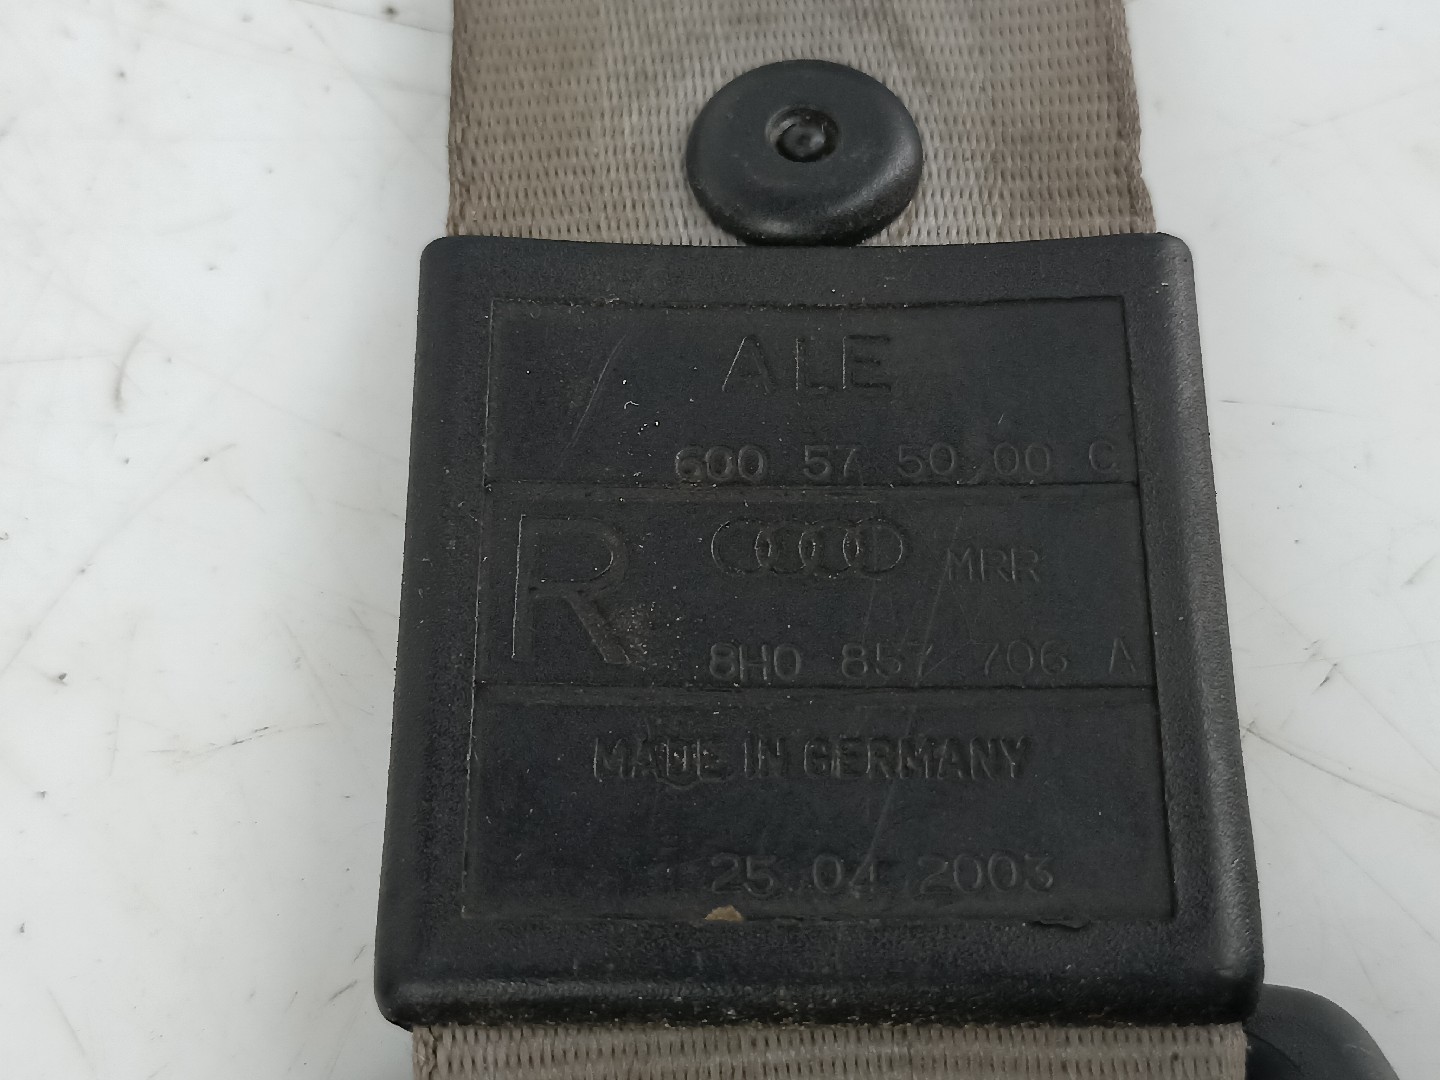 ALE
600 57 50 00 C
R MRR
8H0 857 706 A
MADE IN GERMANY
25 04 2003